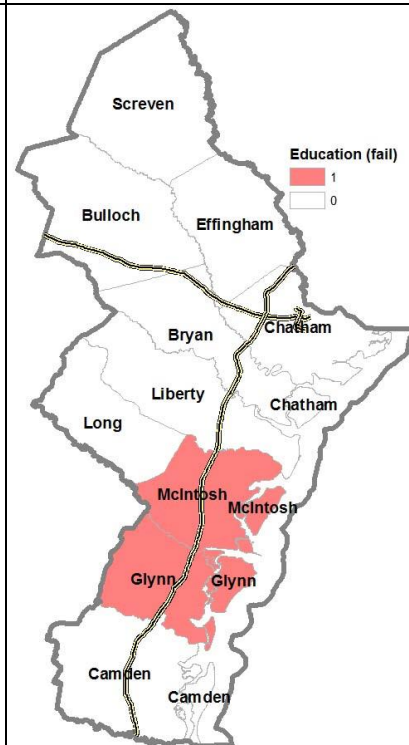 Screven
Education (fail)
1
0
Bulloch
Effingham
Bryan
Chatham
Liberty
Chatham
Long
McIntosh
McIntosh
Glynn
Glynn
Camden
Camden